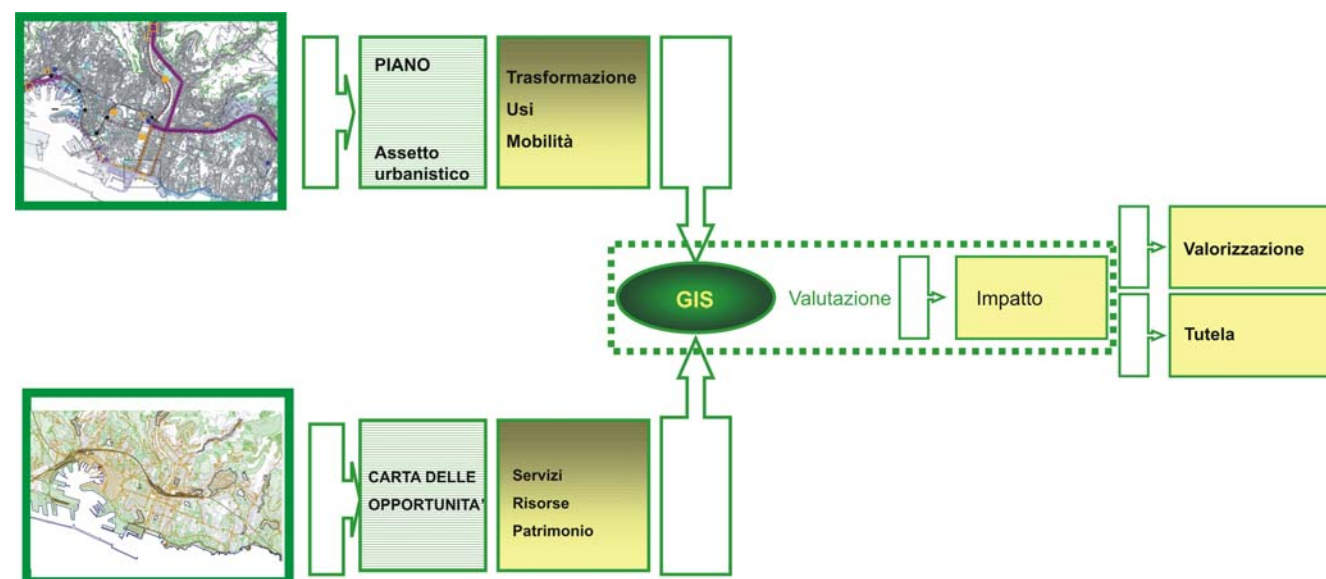 PIANO
Assetto
urbanistico
Trasformazione
Usi
Mobilità
GIS
Valutazione
Impatto
Valorizzazione
Tutela
CARTA DELLE
OPPORTUNITA’
Servizi
Risorse
Patrimonio